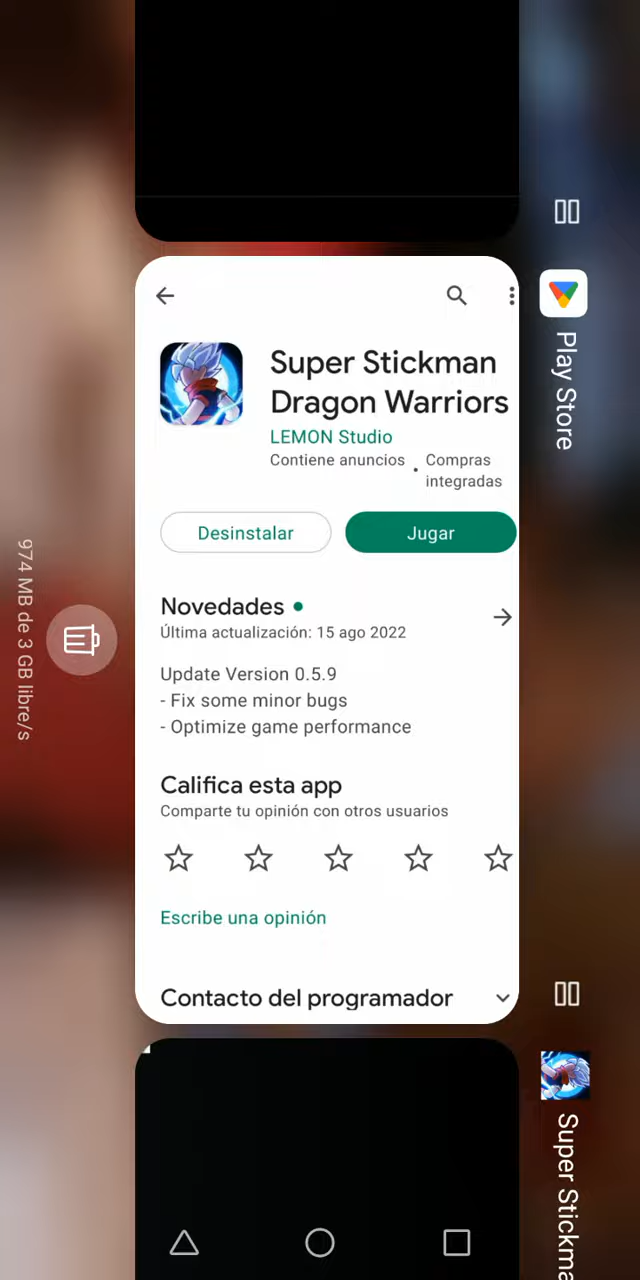 Super Stickman
Dragon Warriors
LEMON Studio
Contiene anuncios • Compras
integradas
Desinstalar
Jugar
Novedades •
Última actualización: 15 ago 2022
Update Version 0.5.9
- Fix some minor bugs
- Optimize game performance
Califica esta app
Comparte tu opinión con otros usuarios
Escribe una opinión
Contacto del programador
Play Store
Super Stickma
974 MB de 3 GB libre/s